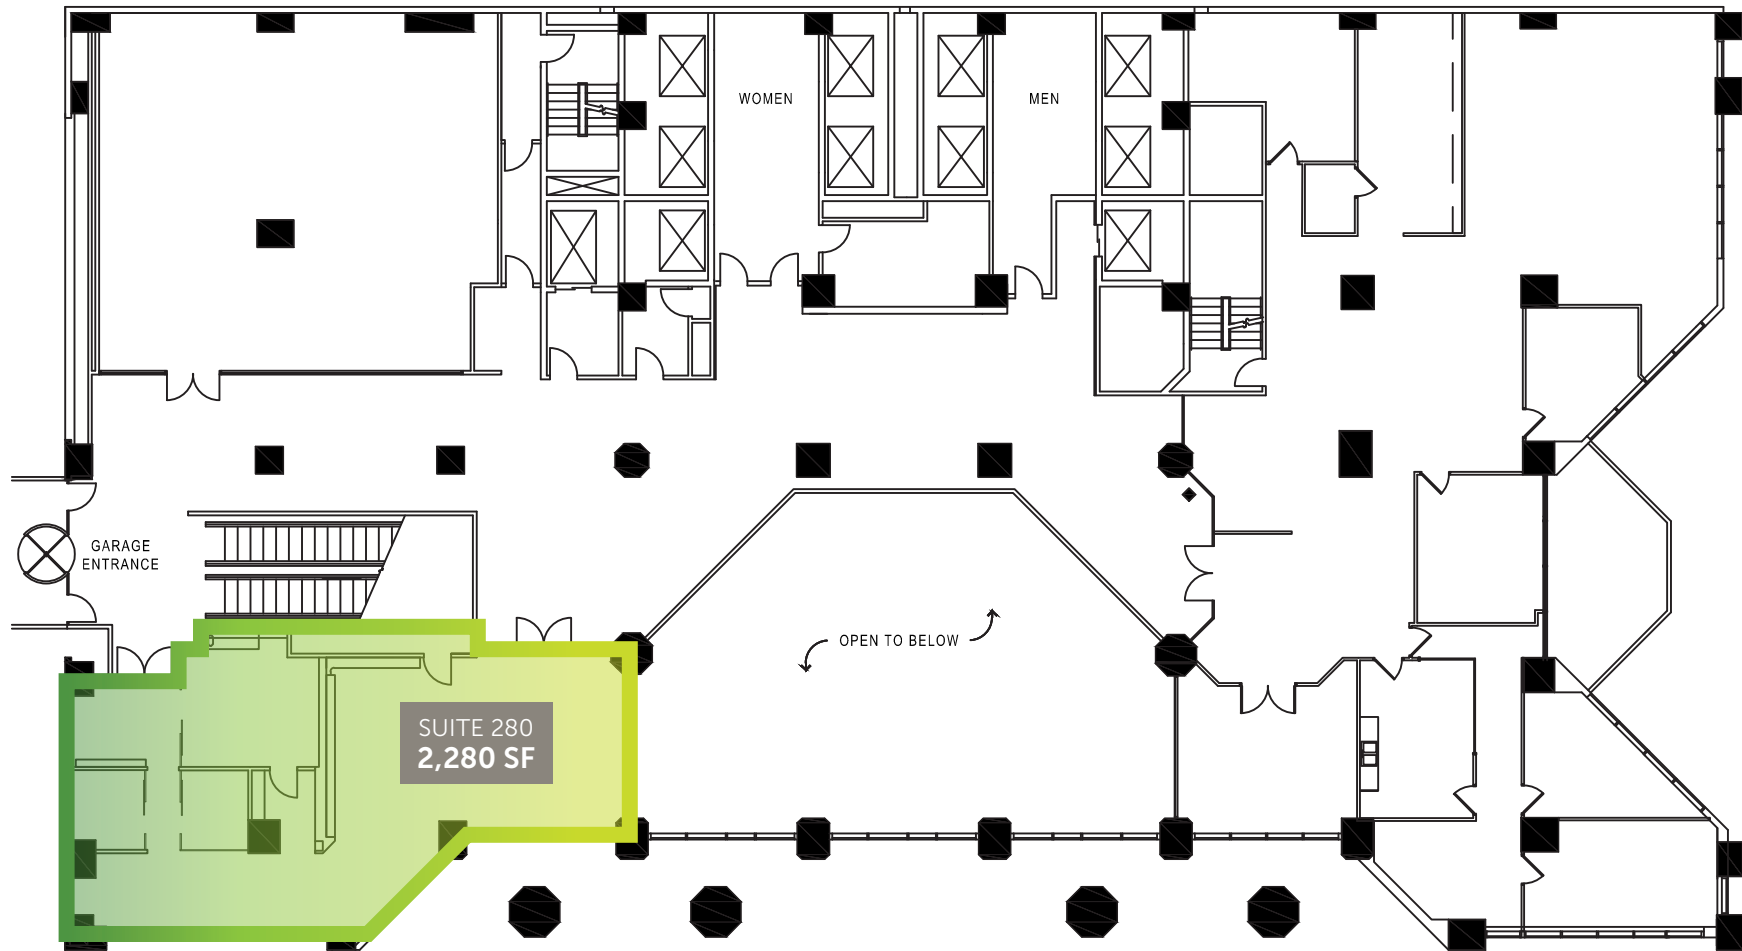 WOMEN
MEN
GARAGE
ENTRANCE
OPEN TO BELOW
SUITE 280
2,280 SF